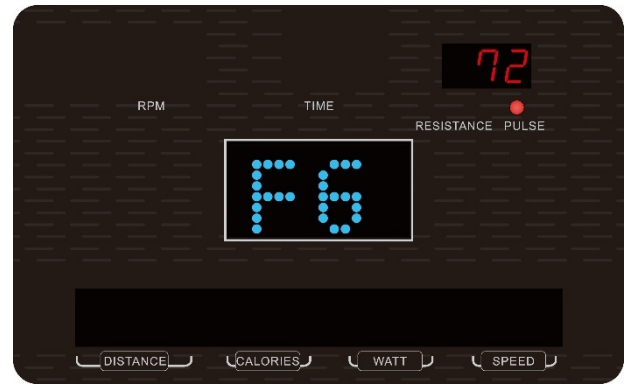 72
RPM TIME
RESISTANCE PULSE
F6
DISTANCE CALORIES WATT SPEED